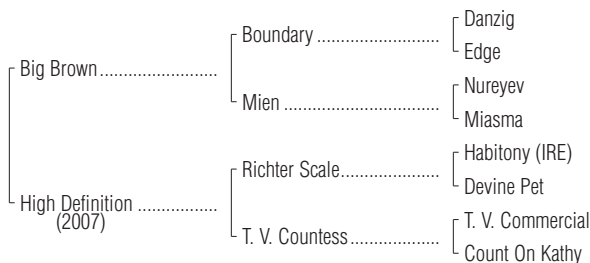 Danzig
Boundary ..........................
Edge
Big Brown.........................
Nureyev
Mien .................................
Miasma
Habitony (IRE)
Richter Scale.....................
Devine Pet
High Definition .................
(2007)
T. V. Commercial
T. V. Countess...................
Count On Kathy